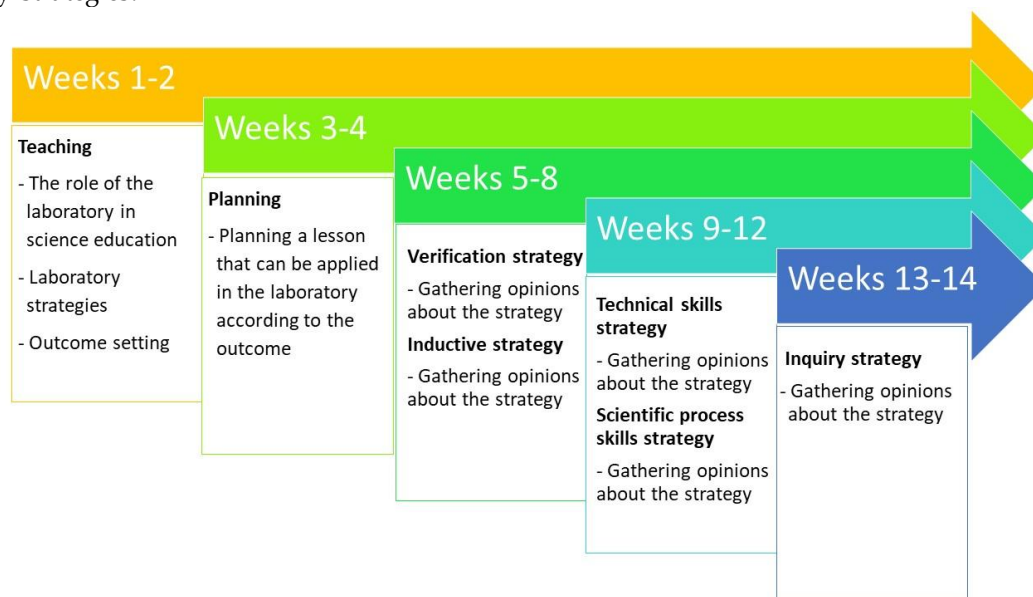 Weeks 1-2
Teaching
- The role of the
laboratory in
science education
- Laboratory
strategies
- Outcome setting
Weeks 3-4
Planning
- Planning a lesson
that can be applied
in the laboratory
according to the
outcome
Weeks 5-8
Verification strategy
- Gathering opinions
about the strategy
Inductive strategy
- Gathering opinions
about the strategy
Weeks 9-12
Technical skills
strategy
- Gathering opinions
about the strategy
Scientific process
skills strategy
- Gathering opinions
about the strategy
Weeks 13-14
Inquiry strategy
- Gathering opinions
about the strategy